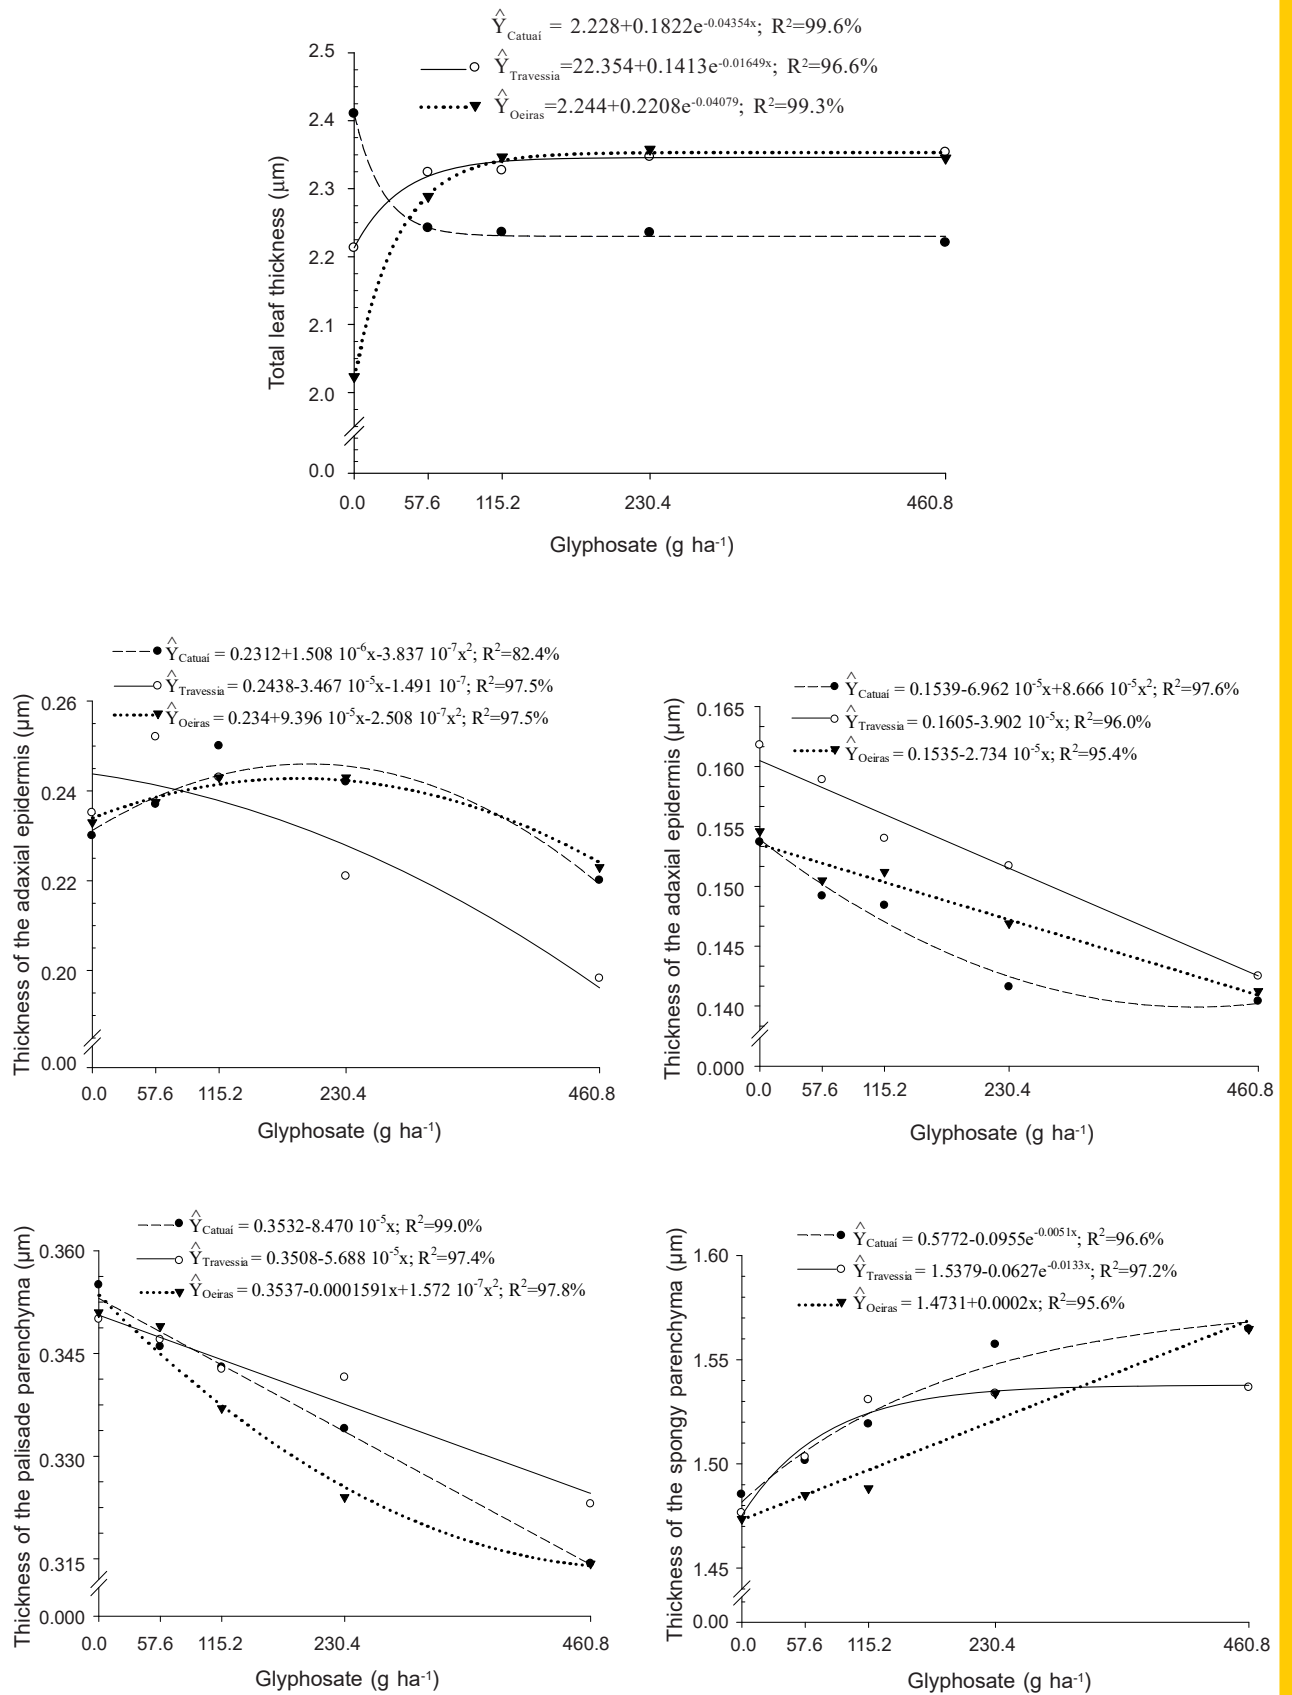 Ŷ Catuaí = 2.228+0.1822e-0.04354x; R²=99.6%
Ŷ Travessia=22.354+0.1413e-0.01649x; R²=96.6%
Ŷ Oeiras=2.244+0.2208e-0.04079; R²=99.3%
Total leaf thickness (µm)
2.5
2.4
2.3
2.2
2.1
2.0
0.0
0.0 57.6 115.2 230.4 460.8
Glyphosate (g ha-1)
Ŷ Catuaí = 0.2312+1.508 10-6x-3.837 10-7x2; R2=82.4%
Ŷ Travessia = 0.2438-3.467 10-5x-1.491 10-7; R2=97.5%
Ŷ Oeiras = 0.234+9.396 10-5x-2.508 10-7x2; R2=97.5%
Thickness of the adaxial epidermis (µm)
0.26
0.24
0.22
0.20
0.00
0.0 57.6 115.2 230.4 460.8
Glyphosate (g ha-1)
Ŷ Catuaí = 0.1539-6.962 10-5x+8.666 10-5x2; R2=97.6%
Ŷ Travessia = 0.1605-3.902 10-5x; R2=96.0%
Ŷ Oeiras = 0.1535-2.734 10-5x; R2=95.4%
Thickness of the adaxial epidermis (µm)
0.165
0.160
0.155
0.150
0.145
0.140
0.000
0.0 57.6 115.2 230.4 460.8
Glyphosate (g ha-1)
Ŷ Catuaí = 0.3532-8.470 10-5x; R2=99.0%
Ŷ Travessia = 0.3508-5.688 10-5x; R2=97.4%
Ŷ Oeiras = 0.3537-0.0001591x+1.572 10-7x2; R2=97.8%
Thickness of the palisade parenchyma (µm)
0.360
0.345
0.330
0.315
0.000
0.0 57.6 115.2 230.4 460.8
Glyphosate (g ha-1)
Ŷ Catuaí = 0.5772-0.0955e-0.0051x; R2=96.6%
Ŷ Travessia = 1.5379-0.0627e-0.0133x; R2=97.2%
Ŷ Oeiras = 1.4731+0.0002x; R2=95.6%
Thickness of the spongy parenchyma (µm)
1.60
1.55
1.50
1.45
0.00
0.0 57.6 115.2 230.4 460.8
Glyphosate (g ha-1)